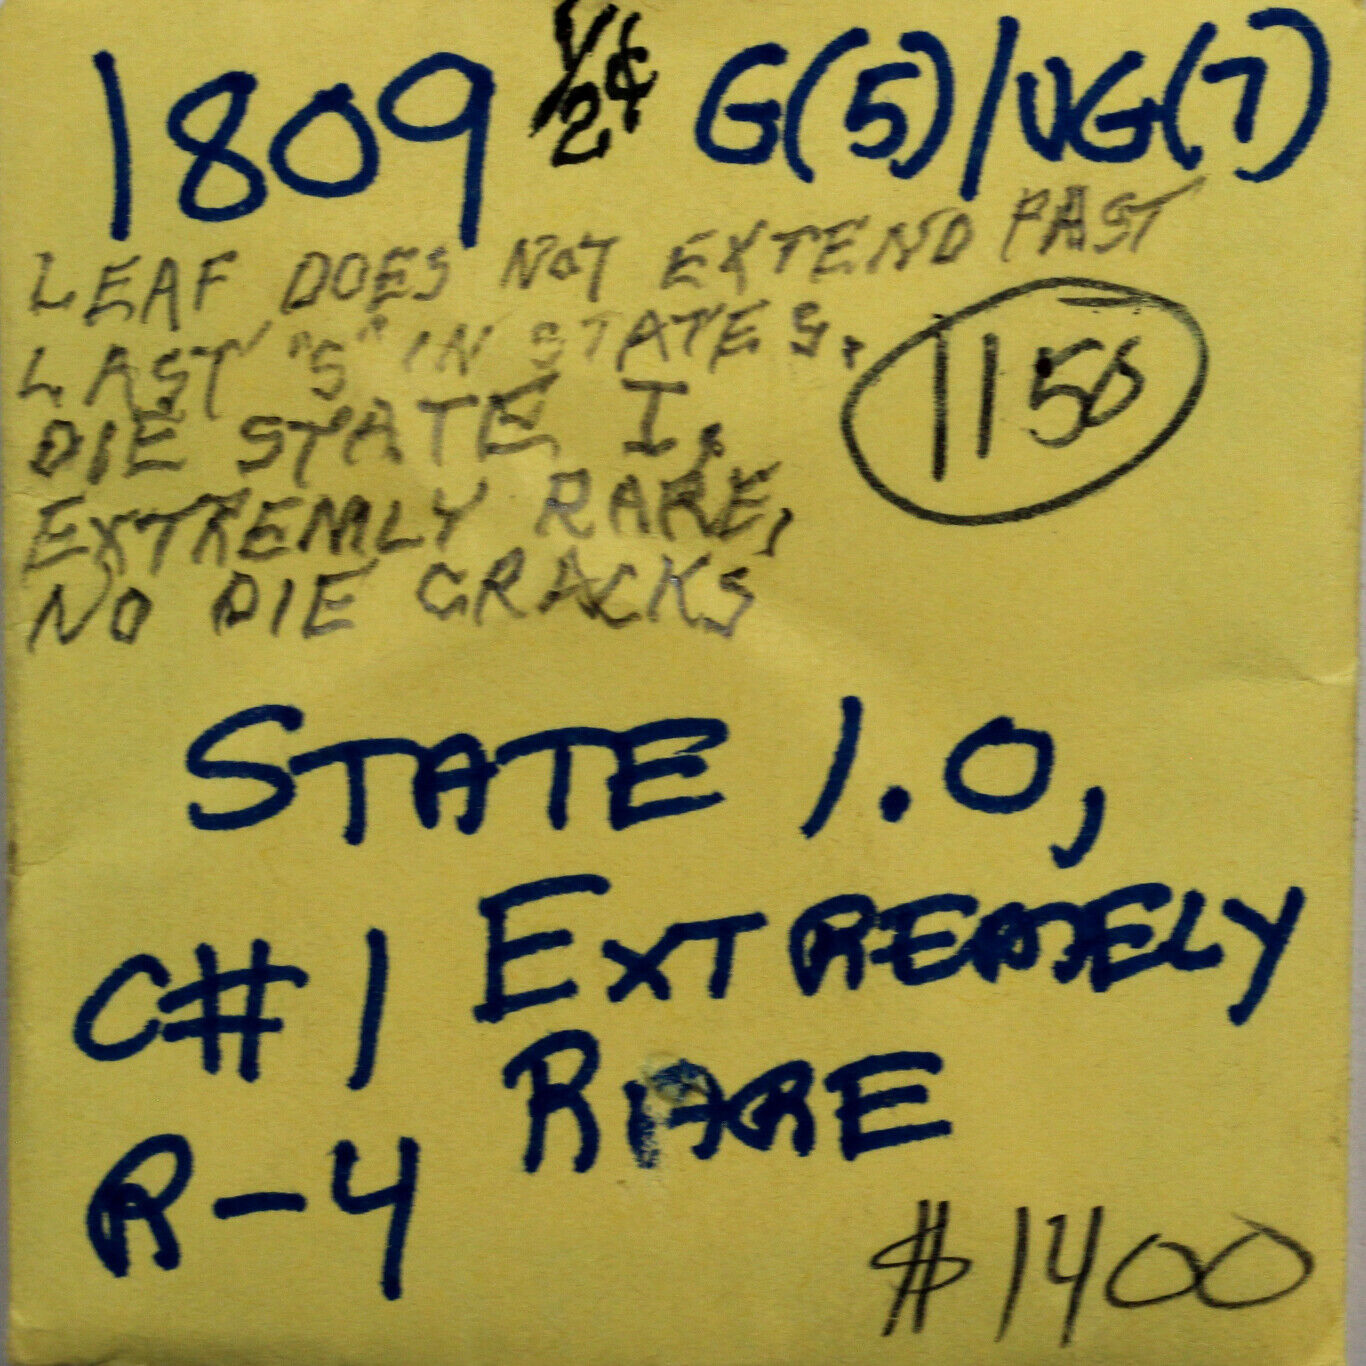 1809 1/2¢ G(5)/VG(7)
LEAF DOES NOT EXTEND PAST
LAST "S" IN STATES.
1150
DIE STATE I.
EXTREMLY RARE,
NO DIE CRACKS
STATE 1.0,
C#1 EXTREMELY
RARE
R-4
$1400